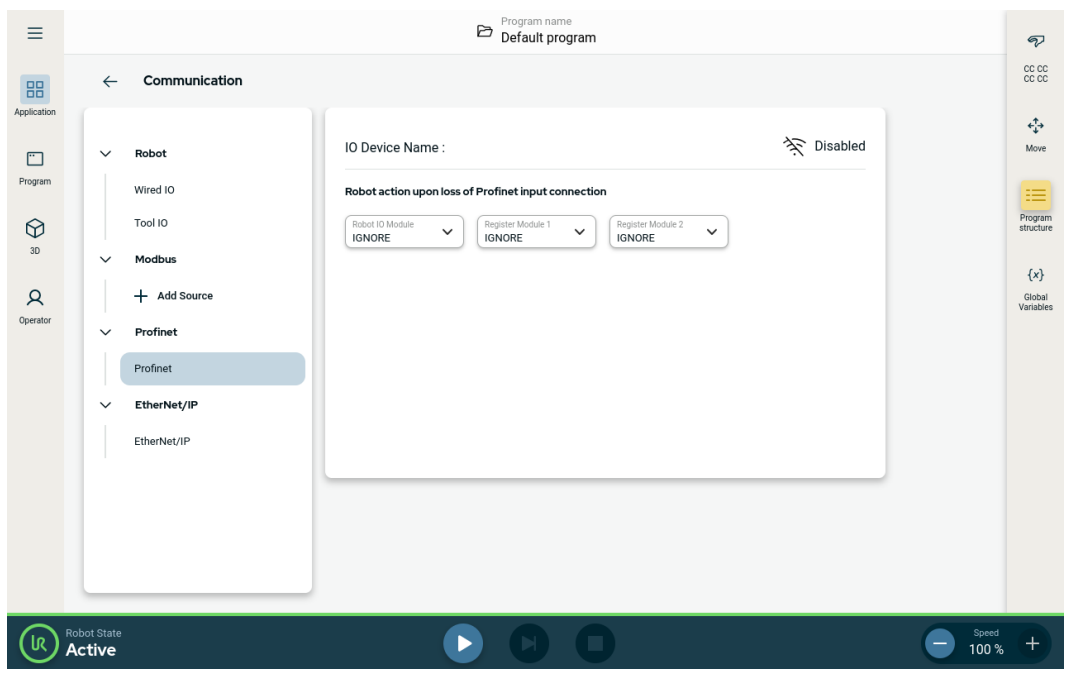 Program name
Default program
Application
Program
3D
Operator
Communication
Robot
Wired IO
Tool IO
Modbus
Add Source
Profinet
Profinet
EtherNet/IP
EtherNet/IP
IO Device Name :
Disabled
Robot action upon loss of Profinet input connection
Robot IO Module
IGNORE
Register Module 1
IGNORE
Register Module 2
IGNORE
CC CC
CC CC
Move
Program
structure
{x}
Global
Variables
UR
Robot State
Active
Speed
100 %